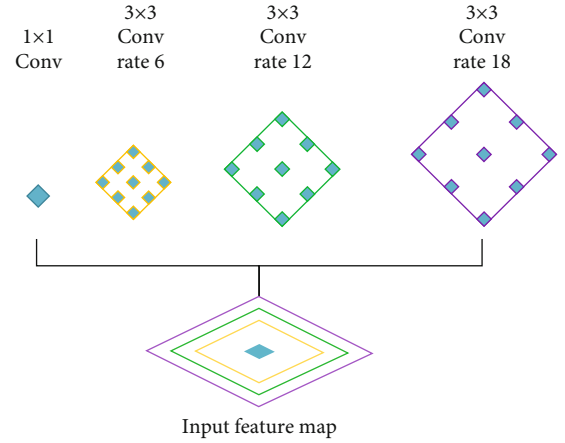 1×1
Conv
3×3
Conv
rate 6
3×3
Conv
rate 12
3×3
Conv
rate 18
Input feature map